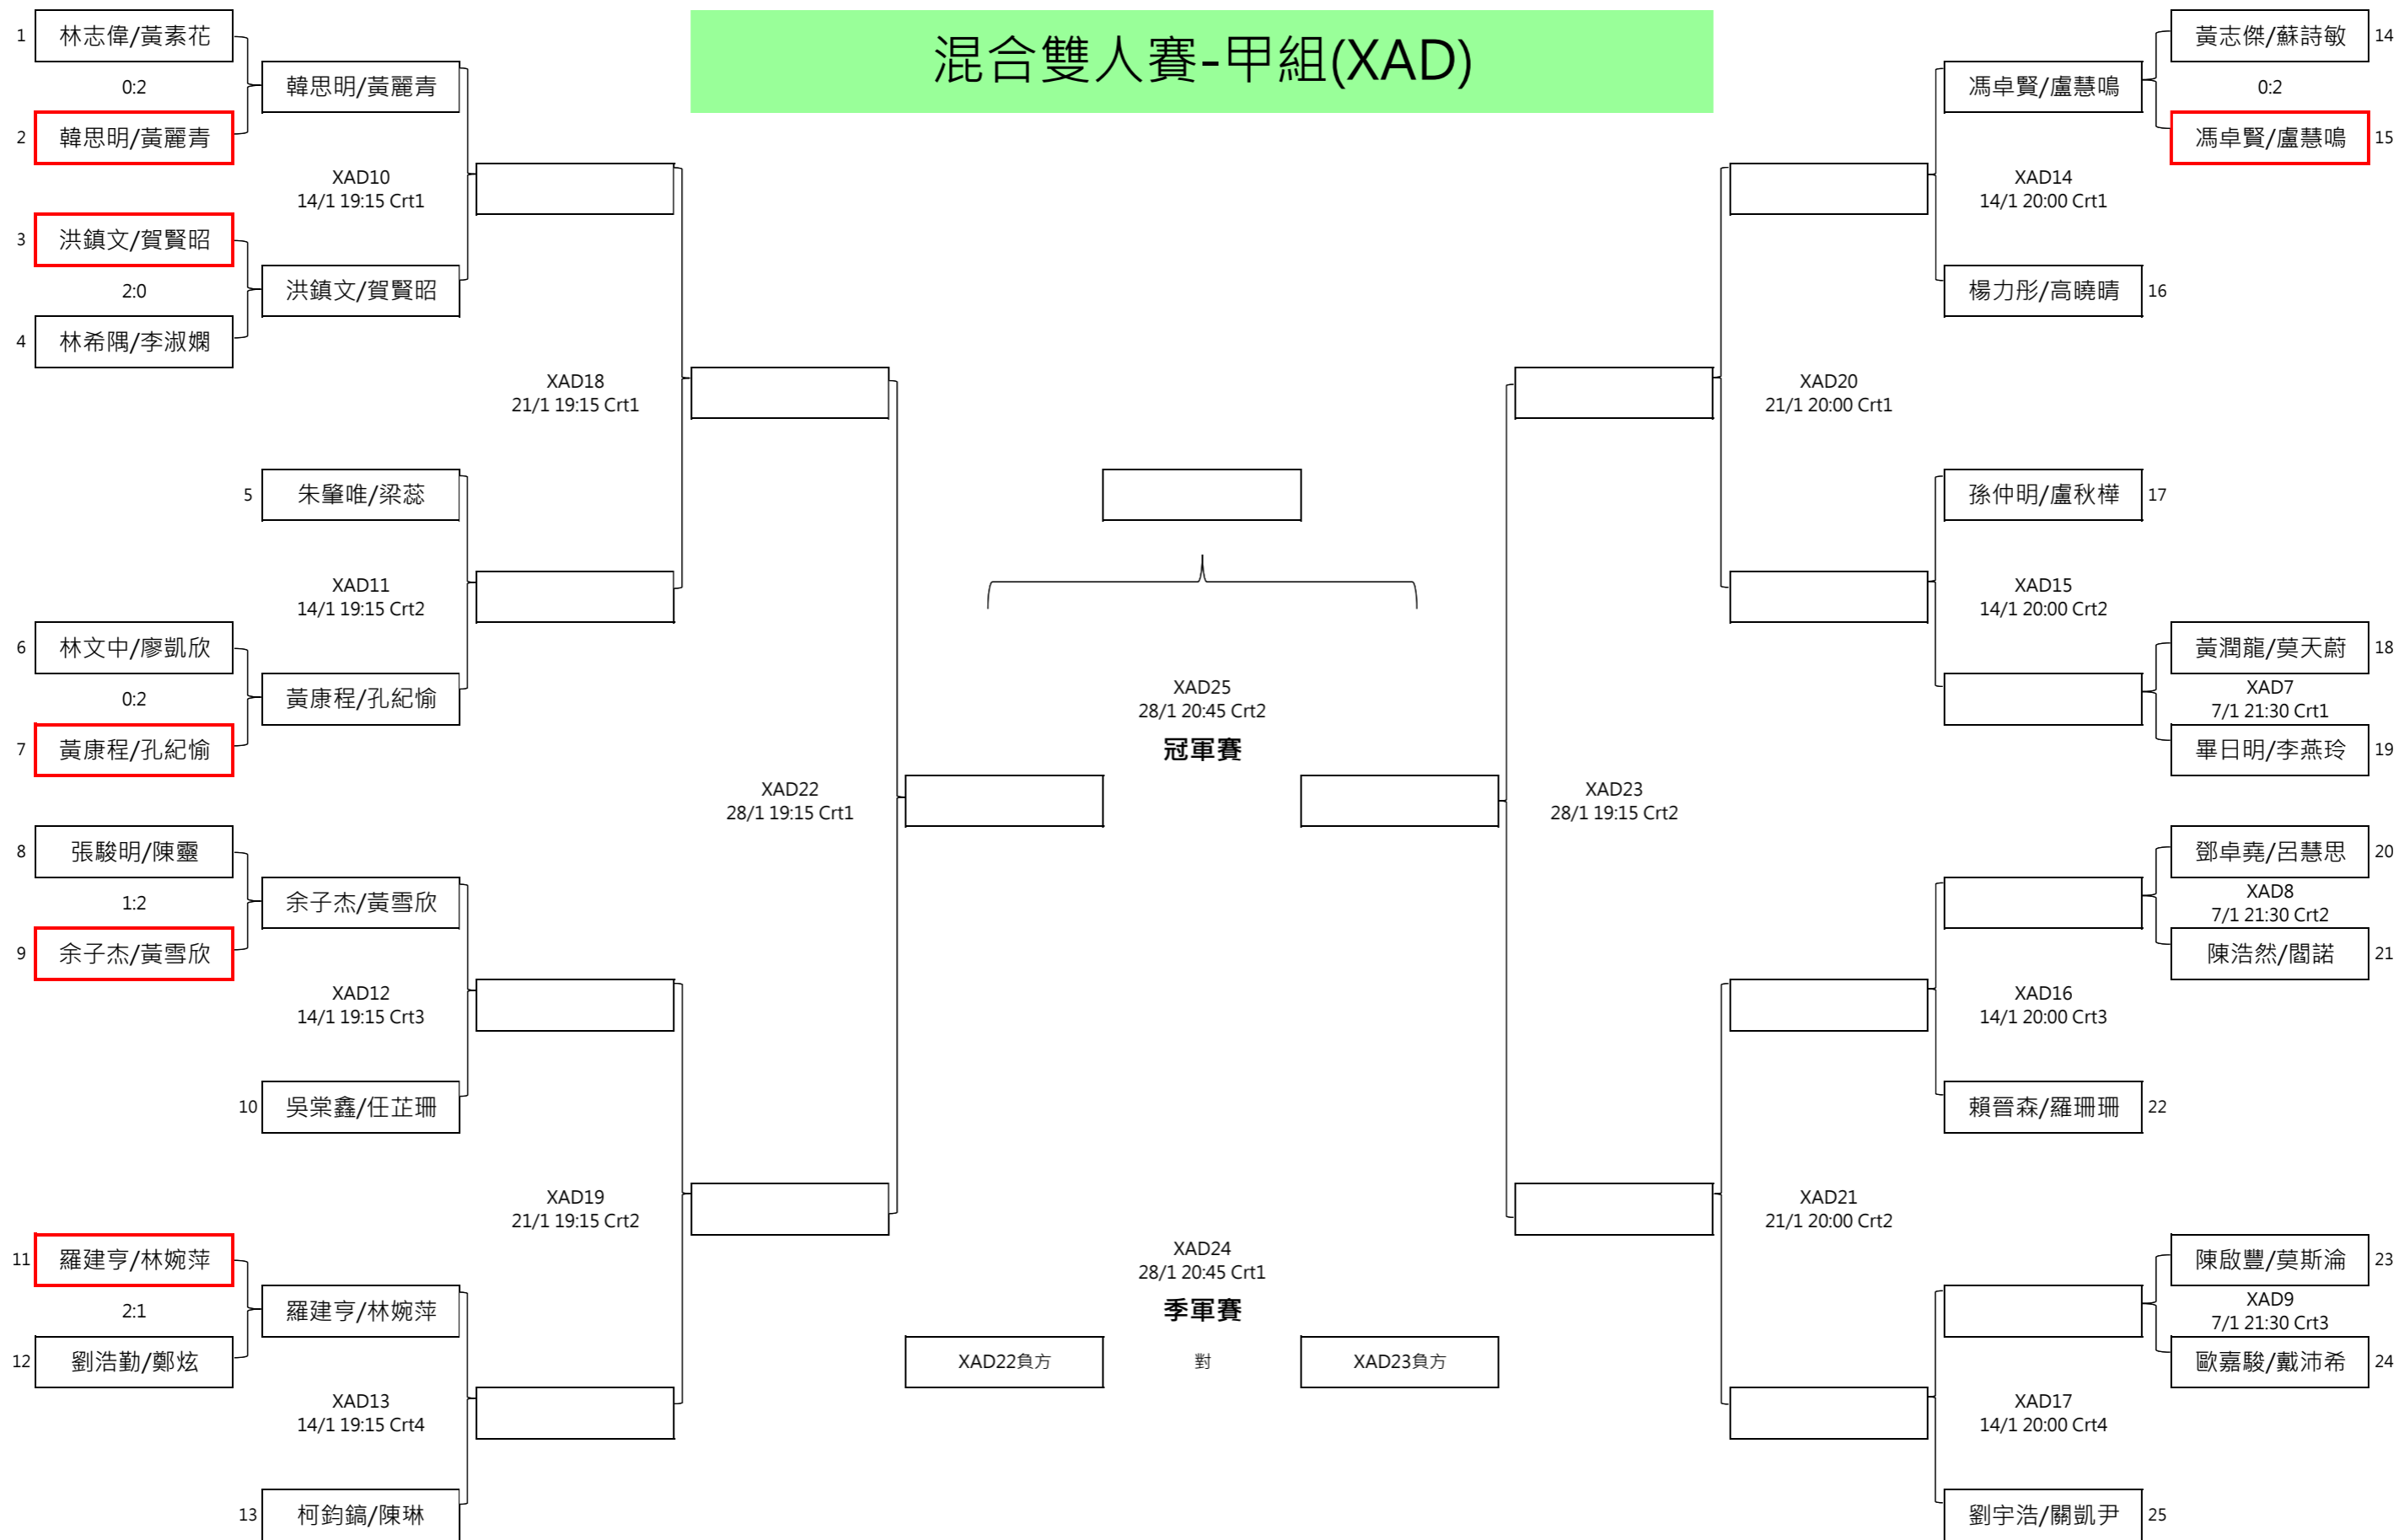 混合雙人賽-甲組(XAD)
1
林志偉/黃素花
0:2
2
韓思明/黃麗青
韓思明/黃麗青
XAD10
14/1 19:15 Crt1
3
洪鎮文/賀賢昭
2:0
4
林希隅/李淑嫻
洪鎮文/賀賢昭
XAD18
21/1 19:15 Crt1
5
朱肇唯/梁蕊
XAD11
14/1 19:15 Crt2
6
林文中/廖凱欣
0:2
7
黃康程/孔紀愉
黃康程/孔紀愉
XAD22
28/1 19:15 Crt1
8
張駿明/陳靈
1:2
9
余子杰/黃雪欣
余子杰/黃雪欣
XAD12
14/1 19:15 Crt3
10
吳棠鑫/任芷珊
XAD19
21/1 19:15 Crt2
11
羅建亨/林婉萍
2:1
12
劉浩勤/鄭炫
羅建亨/林婉萍
XAD13
14/1 19:15 Crt4
13
柯鈞鎬/陳琳
XAD25
28/1 20:45 Crt2
冠軍賽
XAD24
28/1 20:45 Crt1
季軍賽
XAD22負方
對
XAD23負方
黃志傑/蘇詩敏
14
0:2
馮卓賢/盧慧鳴
15
馮卓賢/盧慧鳴
XAD14
14/1 20:00 Crt1
楊力彤/高曉晴
16
XAD20
21/1 20:00 Crt1
孫仲明/盧秋樺
17
XAD15
14/1 20:00 Crt2
黃潤龍/莫天蔚
18
XAD7
7/1 21:30 Crt1
畢日明/李燕玲
19
XAD23
28/1 19:15 Crt2
鄧卓堯/呂慧思
20
XAD8
7/1 21:30 Crt2
陳浩然/閻諾
21
XAD16
14/1 20:00 Crt3
賴晉森/羅珊珊
22
XAD21
21/1 20:00 Crt2
陳啟豐/莫斯淪
23
XAD9
7/1 21:30 Crt3
歐嘉駿/戴沛希
24
XAD17
14/1 20:00 Crt4
劉宇浩/關凱尹
25